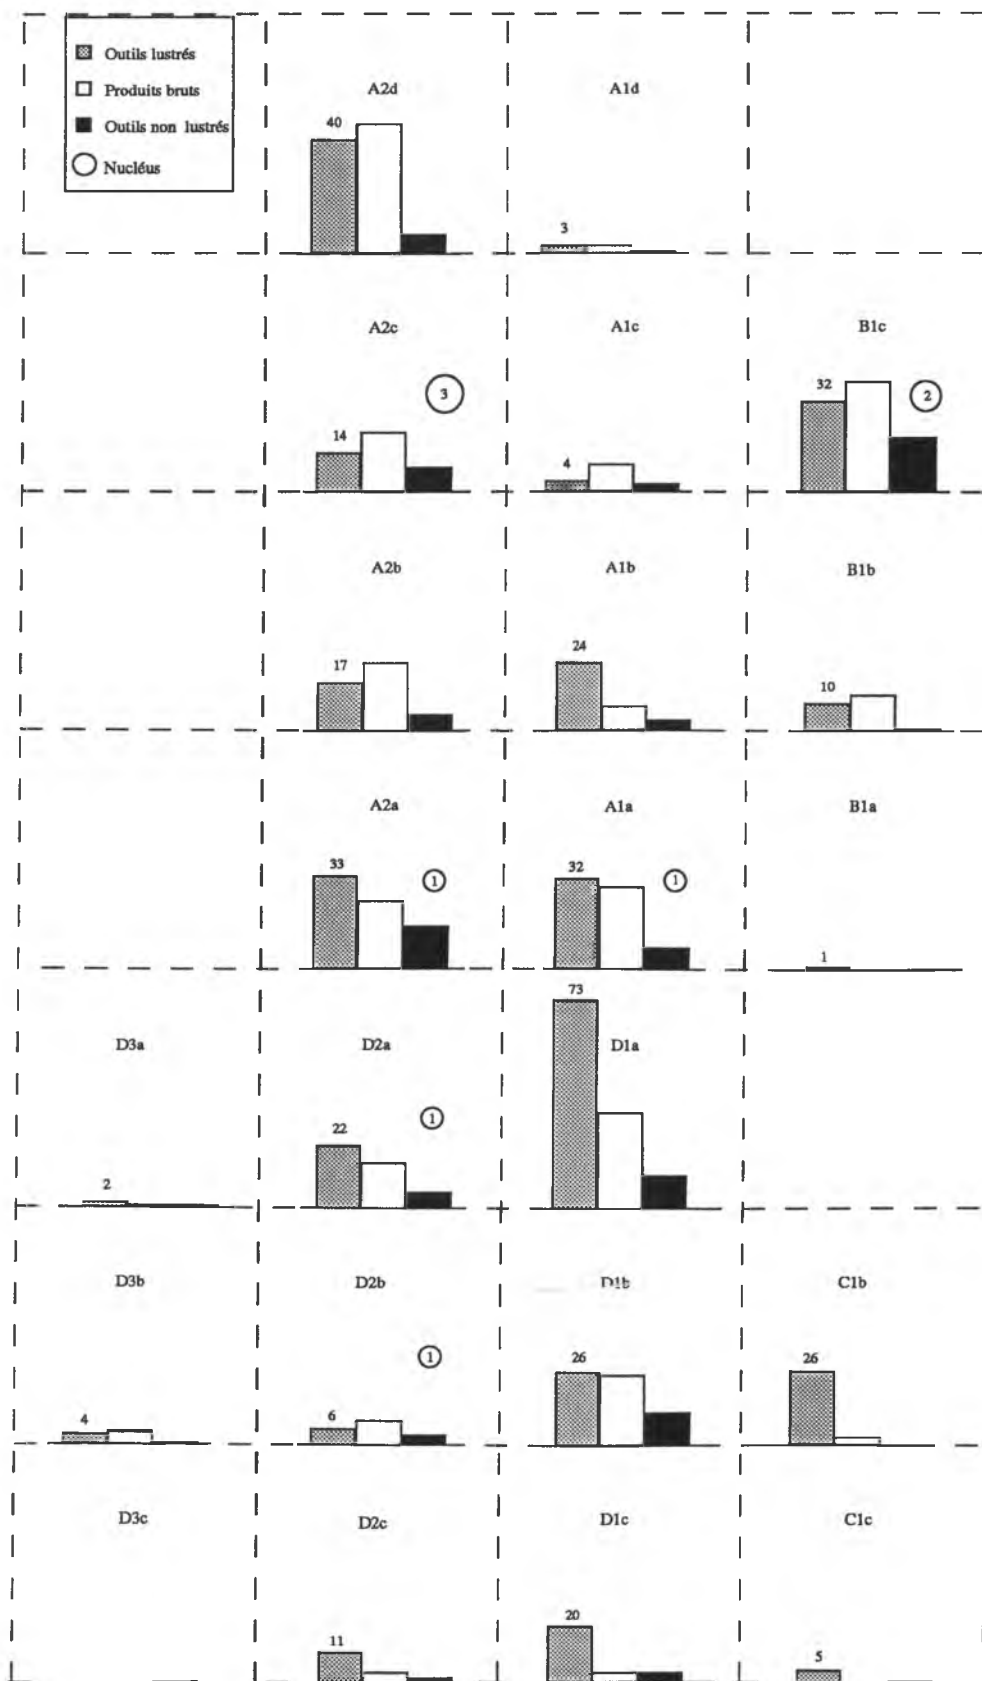 Outils lustrés
Produits bruts
Outils non lustrés
Nucléus
A2d
A1d
40
3
A2c
A1c
B1c
3
14
4
32
2
A2b
A1b
B1b
17
24
10
A2a
A1a
B1a
33
1
32
1
1
D3a
D2a
73
D1a
2
22
1
D3b
D2b
D1b
C1b
4
6
1
26
26
D3c
D2c
D1c
C1c
11
20
5